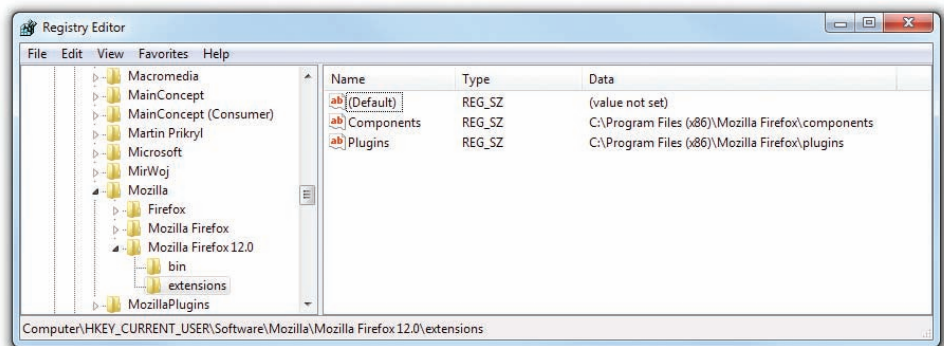 Registry Editor
File Edit View Favorites Help
Macromedia
MainConcept
MainConcept (Consumer)
Martin Prikryl
Microsoft
MirWoj
Mozilla
Firefox
Mozilla Firefox
Mozilla Firefox 12.0
bin
extensions
MozillaPlugins
Name Type Data
ab (Default) REG_SZ (value not set)
ab Components REG_SZ C:\Program Files (x86)\Mozilla Firefox\components
ab Plugins REG_SZ C:\Program Files (x86)\Mozilla Firefox\plugins
Computer\HKEY_CURRENT_USER\Software\Mozilla\Mozilla Firefox 12.0\extensions